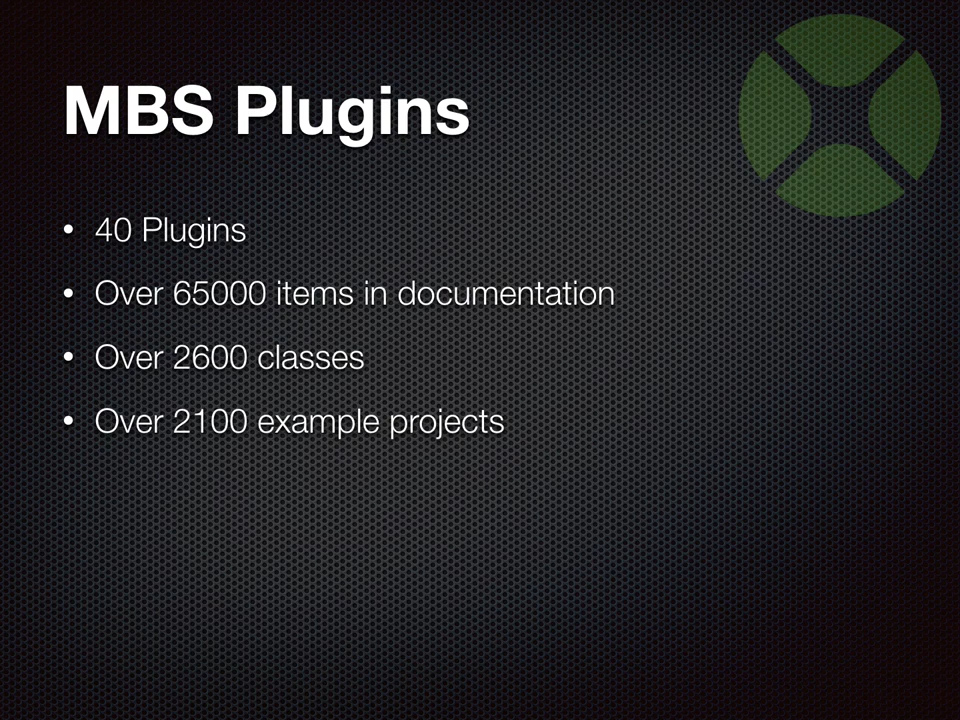 MBS Plugins
• 40 Plugins
• Over 65000 items in documentation
• Over 2600 classes
• Over 2100 example projects